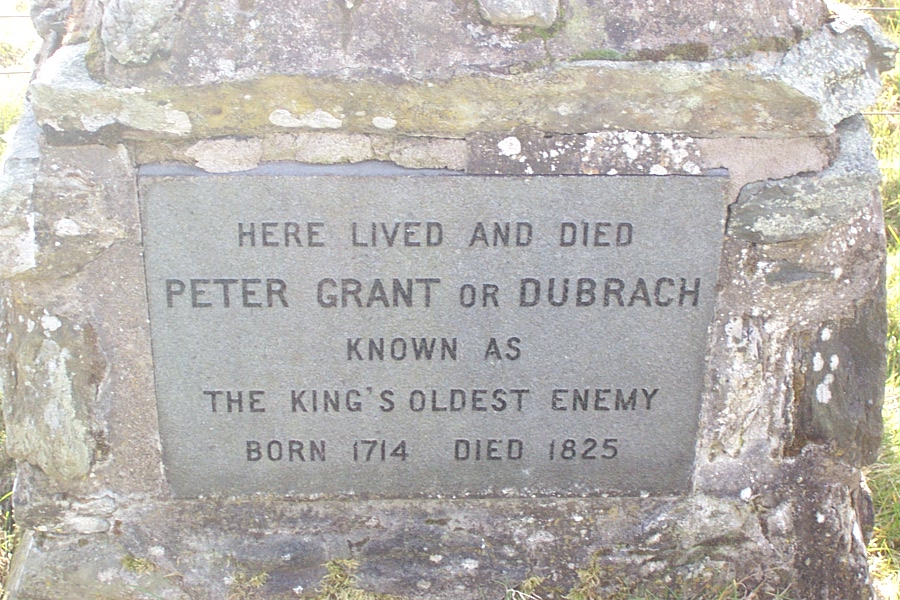 HERE LIVED AND DIED
PETER GRANT OR DUBRACH
KNOWN AS
THE KING'S OLDEST ENEMY
BORN 1714 DIED 1825